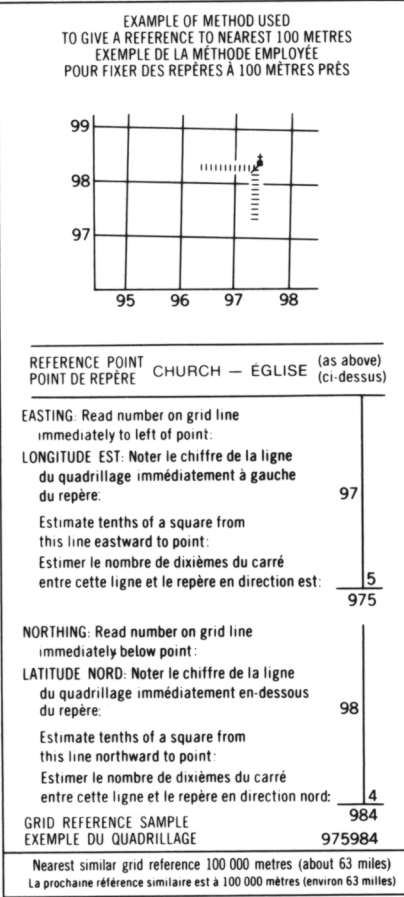 EXAMPLE OF METHOD USED
TO GIVE A REFERENCE TO NEAREST 100 METRES
EXEMPLE DE LA MÉTHODE EMPLOYÉE
POUR FIXER DES REPÈRES À 100 MÈTRES PRÈS
99
98
97
95 96 97 98
REFERENCE POINT
POINT DE REPÈRE
CHURCH — ÉGLISE
(as above)
(ci-dessus)
EASTING: Read number on grid line
immediately to left of point:
LONGITUDE EST: Noter le chiffre de la ligne
du quadrillage immédiatement à gauche
du repère: 97
Estimate tenths of a square from
this line eastward to point:
Estimer le nombre de dixièmes du carré
entre cette ligne et le repère en direction est: 5
975
NORTHING: Read number on grid line
immediately below point:
LATITUDE NORD: Noter le chiffre de la ligne
du quadrillage immédiatement en-dessous
du repère: 98
Estimate tenths of a square from
this line northward to point:
Estimer le nombre de dixièmes du carré
entre cette ligne et le repère en direction nord: 4
984
GRID REFERENCE SAMPLE
EXEMPLE DU QUADRILLAGE 975984
Nearest similar grid reference 100 000 metres (about 63 miles)
La prochaine référence similaire est à 100 000 mètres (environ 63 milles)